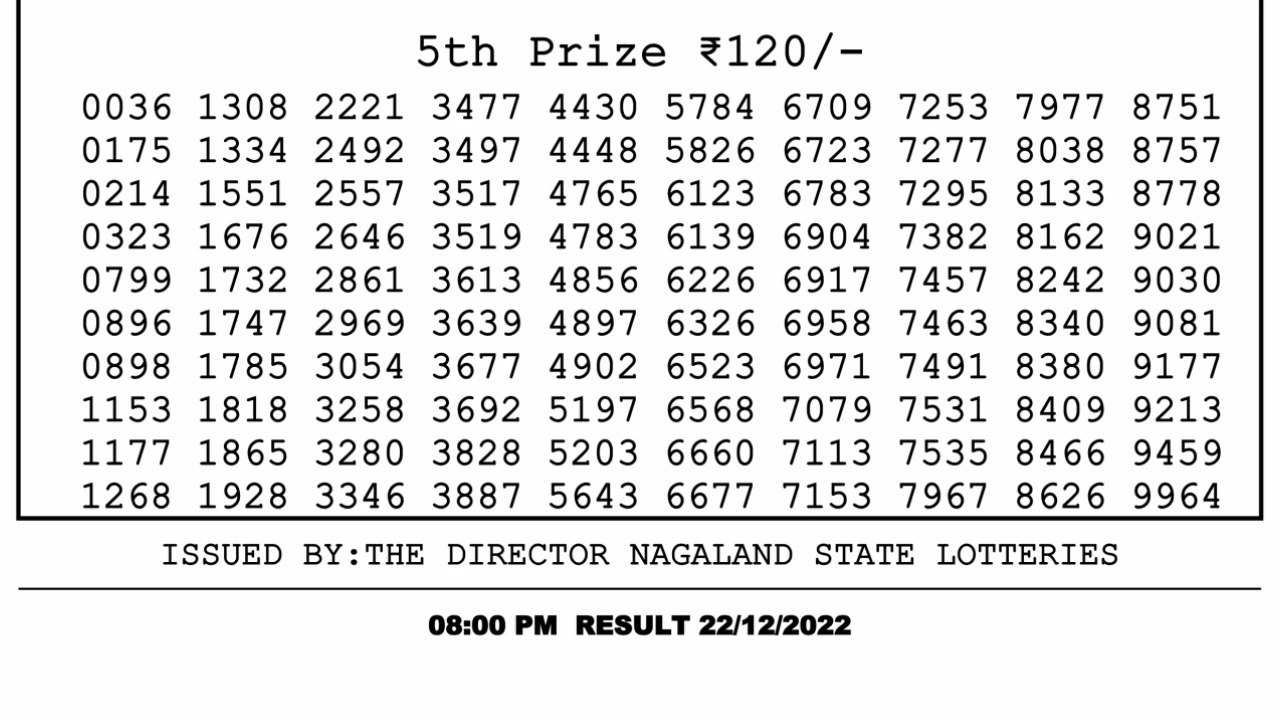 5th Prize ₹120/-
0036 1308 2221 3477 4430 5784 6709 7253 7977 8751
0175 1334 2492 3497 4448 5826 6723 7277 8038 8757
0214 1551 2557 3517 4765 6123 6783 7295 8133 8778
0323 1676 2646 3519 4783 6139 6904 7382 8162 9021
0799 1732 2861 3613 4856 6226 6917 7457 8242 9030
0896 1747 2969 3639 4897 6326 6958 7463 8340 9081
0898 1785 3054 3677 4902 6523 6971 7491 8380 9177
1153 1818 3258 3692 5197 6568 7079 7531 8409 9213
1177 1865 3280 3828 5203 6660 7113 7535 8466 9459
1268 1928 3346 3887 5643 6677 7153 7967 8626 9964
ISSUED BY:THE DIRECTOR NAGALAND STATE LOTTERIES
08:00 PM RESULT 22/12/2022